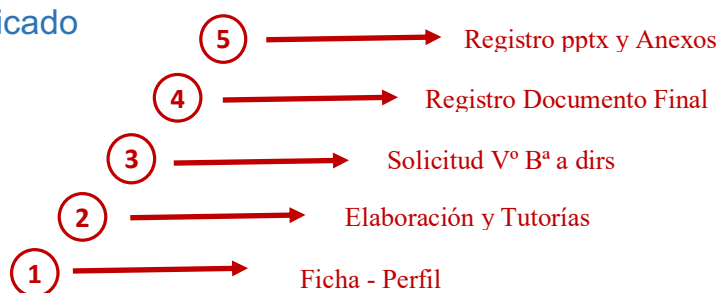 icado
5 Registro pptx y Anexos
4 Registro Documento Final
3 Solicitud Vº Bª a dirs
2 Elaboración y Tutorías
1 Ficha - Perfil